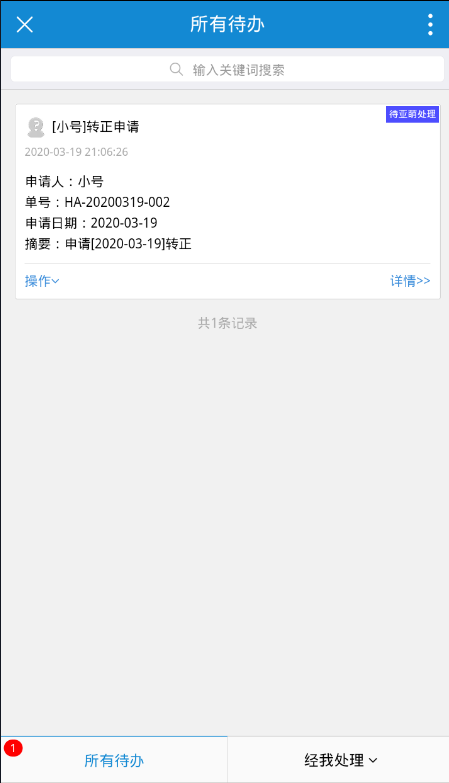 所有待办
输入关键词搜索
[小号]转正申请
待亚萌处理
2020-03-19 21:06:26
申请人：小号
单号：HA-20200319-002
申请日期：2020-03-19
摘要：申请[2020-03-19]转正
操作
详情>>
共1条记录
1
所有待办
经我处理